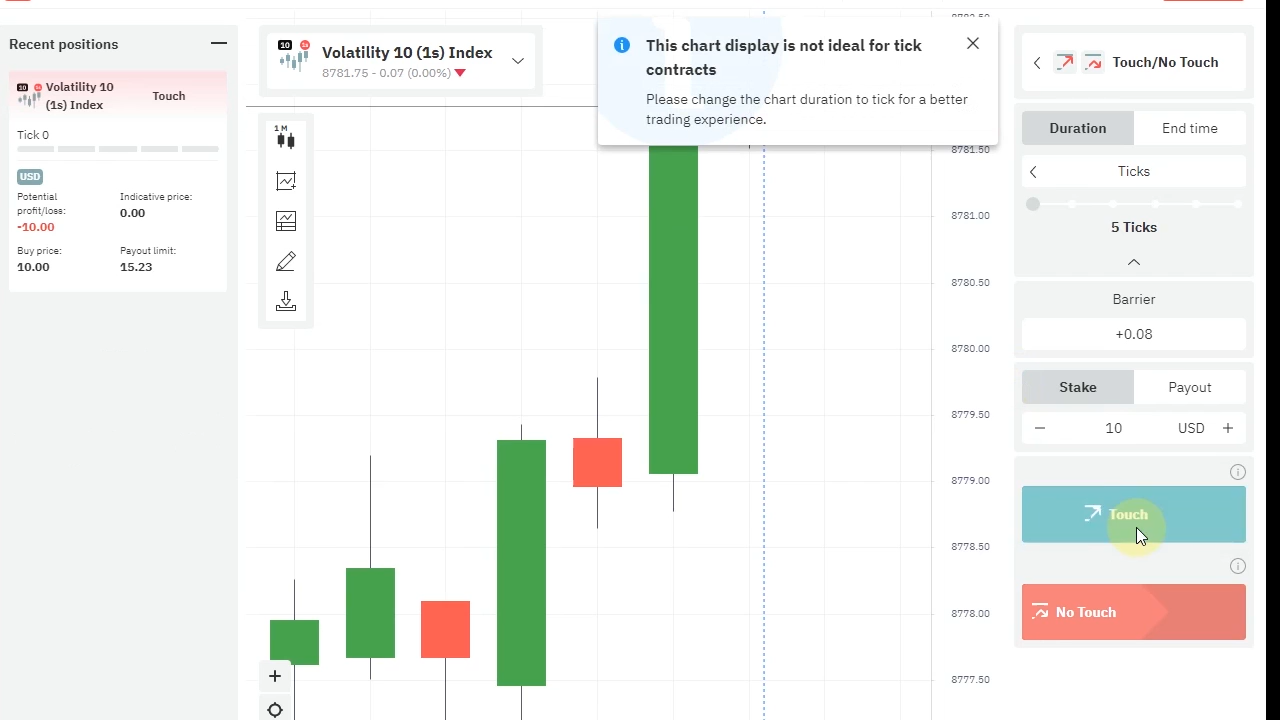 Recent positions
10
1s
Volatility 10
(1s) Index
Touch
Tick 0
USD
Potential
profit/loss:
-10.00
Indicative price:
0.00
Buy price:
10.00
Payout limit:
15.23
10
1s
Volatility 10 (1s) Index
8781.75 - 0.07 (0.00%)
1 M
This chart display is not ideal for tick
contracts
Please change the chart duration to tick for a better
trading experience.
8781.50
8781.00
8780.50
8780.00
8779.50
8779.00
8778.50
8778.00
8777.50
Touch/No Touch
Duration
End time
Ticks
5 Ticks
Barrier
+0.08
Stake
Payout
10
USD
Touch
No Touch